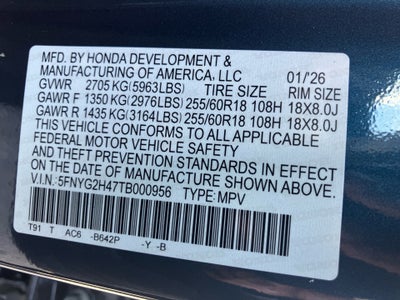 MFD. BY HONDA DEVELOPMENT &
MANUFACTURING OF AMERICA, LLC 01/'26
GVWR 2705 KG(5963LBS) TIRE SIZE RIM SIZE
GAWR F 1350 KG(2976LBS) 255/60R18 108H 18X8.0J
GAWR R 1435 KG(3164LBS) 255/60R18 108H 18X8.0J
THIS VEHICLE CONFORMS TO ALL APPLICABLE
FEDERAL MOTOR VEHICLE SAFETY
AND THEFT PREVENTION STANDARDS IN EFFECT
ON THE DATE OF MANUFACTURE SHOWN ABOVE.
V.I.N.:5FNYG2H47TB000956 TYPE: MPV
T91 T AC6 -B642P -Y -B